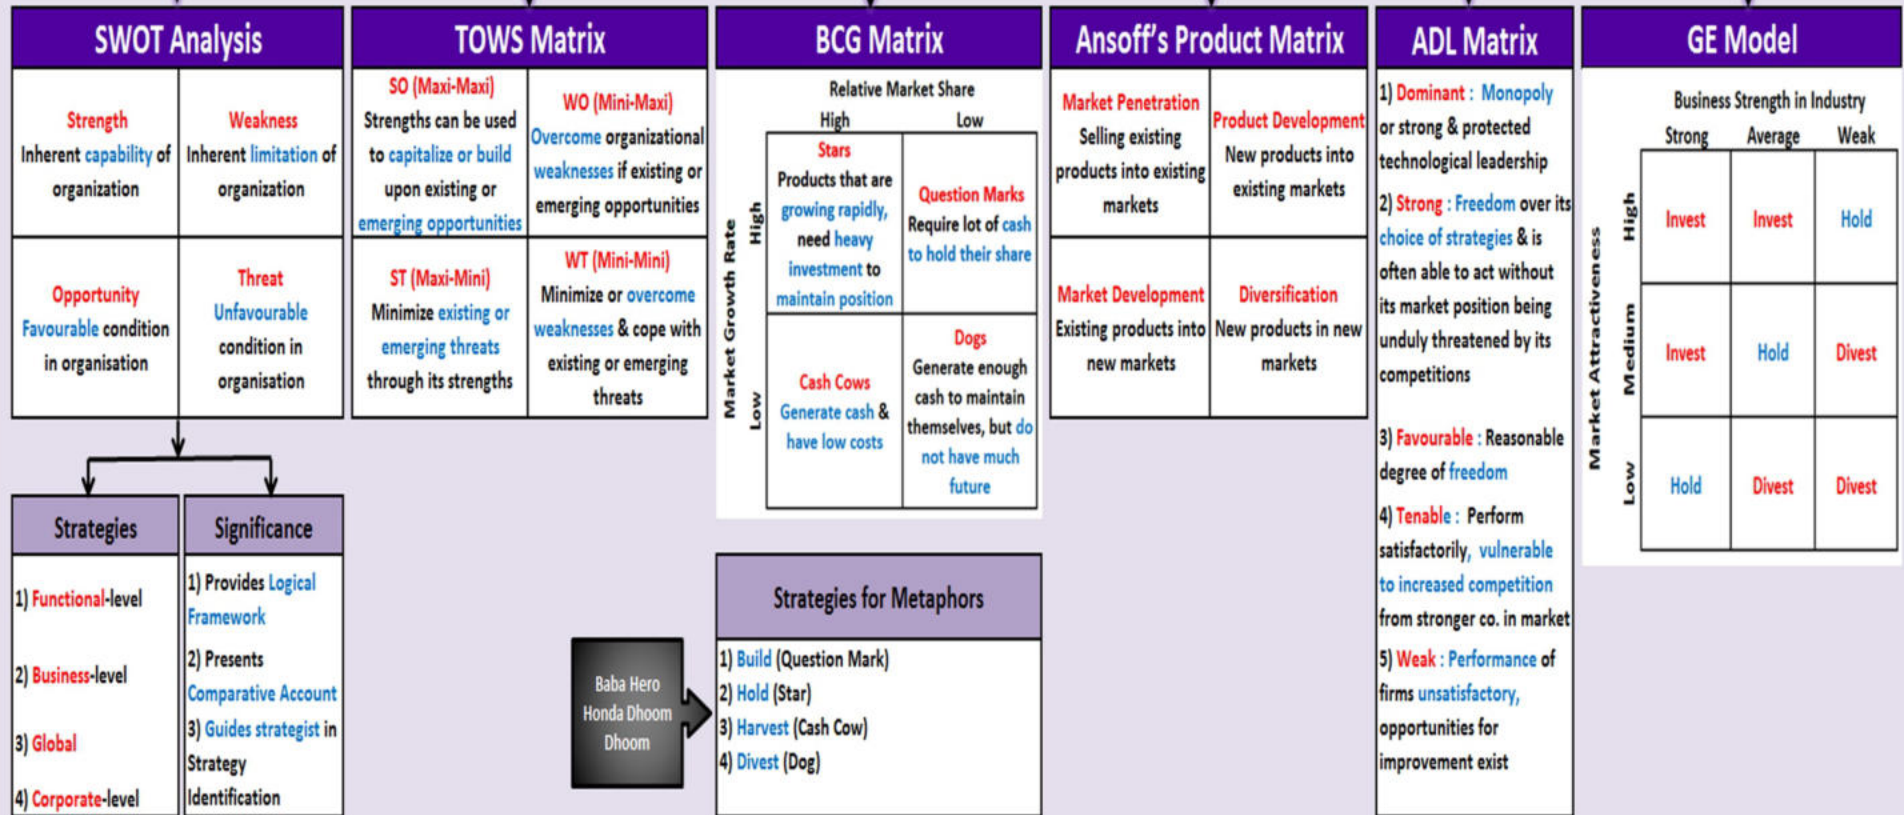 SWOT Analysis
Strength
Inherent capability of
organization
Weakness
Inherent limitation of
organization
Opportunity
Favourable condition
in organisation
Threat
Unfavourable
condition in
organisation
Strategies
1) Functional-level
2) Business-level
3) Global
4) Corporate-level
Significance
1) Provides Logical
Framework
2) Presents
Comparative Account
3) Guides strategist in
Strategy
Identification
TOWS Matrix
SO (Maxi-Maxi)
Strengths can be used
to capitalize or build
upon existing or
emerging opportunities
WO (Mini-Maxi)
Overcome organizational
weaknesses if existing or
emerging opportunities
ST (Maxi-Mini)
Minimize existing or
emerging threats
through its strengths
WT (Mini-Mini)
Minimize or overcome
weaknesses & cope with
existing or emerging
threats
BCG Matrix
Relative Market Share
High Low
Market Growth Rate
High
Low
Stars
Products that are
growing rapidly,
need heavy
investment to
maintain position
Question Marks
Require lot of cash
to hold their share
Cash Cows
Generate cash &
have low costs
Dogs
Generate enough
cash to maintain
themselves, but do
not have much
future
Baba Hero
Honda Dhoom
Dhoom
Strategies for Metaphors
1) Build (Question Mark)
2) Hold (Star)
3) Harvest (Cash Cow)
4) Divest (Dog)
Ansoff's Product Matrix
Market Penetration
Selling existing
products into existing
markets
Product Development
New products into
existing markets
Market Development
Existing products into
new markets
Diversification
New products in new
markets
ADL Matrix
1) Dominant : Monopoly
or strong & protected
technological leadership
2) Strong : Freedom over its
choice of strategies & is
often able to act without
its market position being
unduly threatened by its
competitions
3) Favourable : Reasonable
degree of freedom
4) Tenable : Perform
satisfactorily, vulnerable
to increased competition
from stronger co. in market
5) Weak : Performance of
firms unsatisfactory,
opportunities for
improvement exist
GE Model
Business Strength in Industry
Strong Average Weak
Market Attractiveness
High
Invest Invest Hold
Medium
Invest Hold Divest
Low
Hold Divest Divest